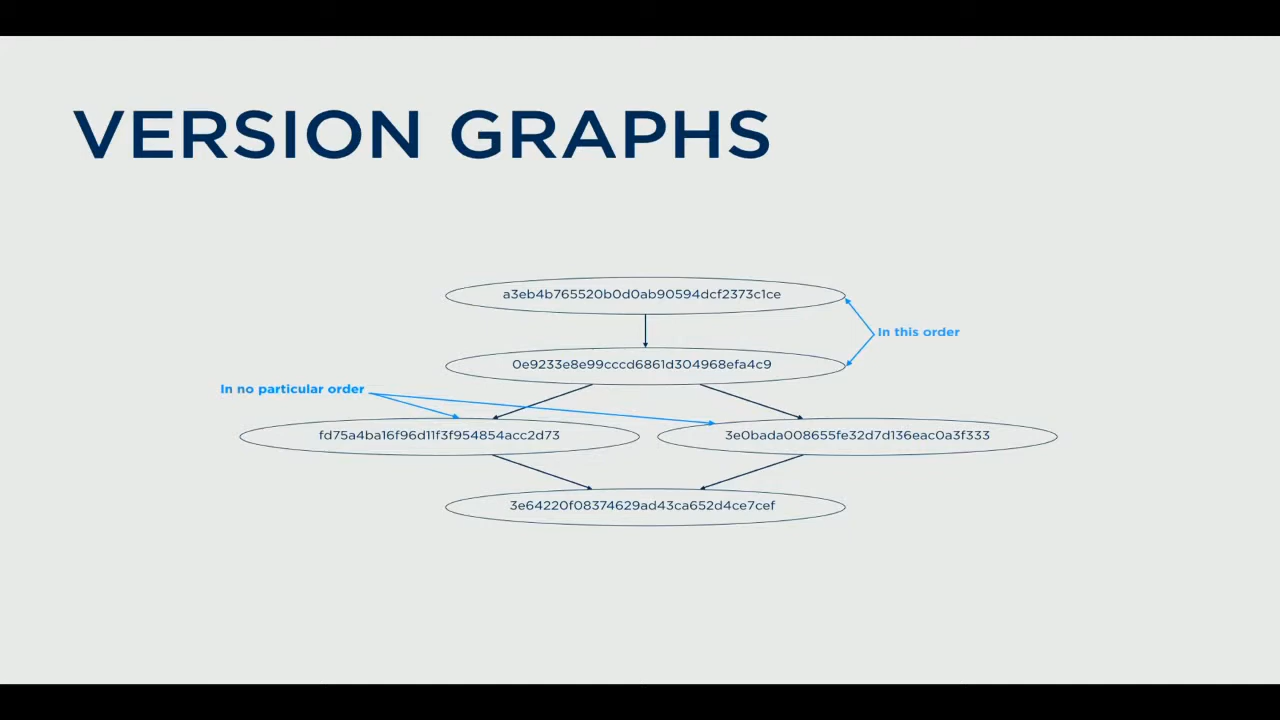 VERSION GRAPHS
a3eb4b765520b0d0ab90594dcf2373c1ce
In this order
0e9233e8e99cccd6861d304968efa4c9
In no particular order
fd75a4ba16f96d11f3f954854acc2d73
3e0bada008655fe32d7d136eac0a3f333
3e64220f08374629ad43ca652d4ce7cef